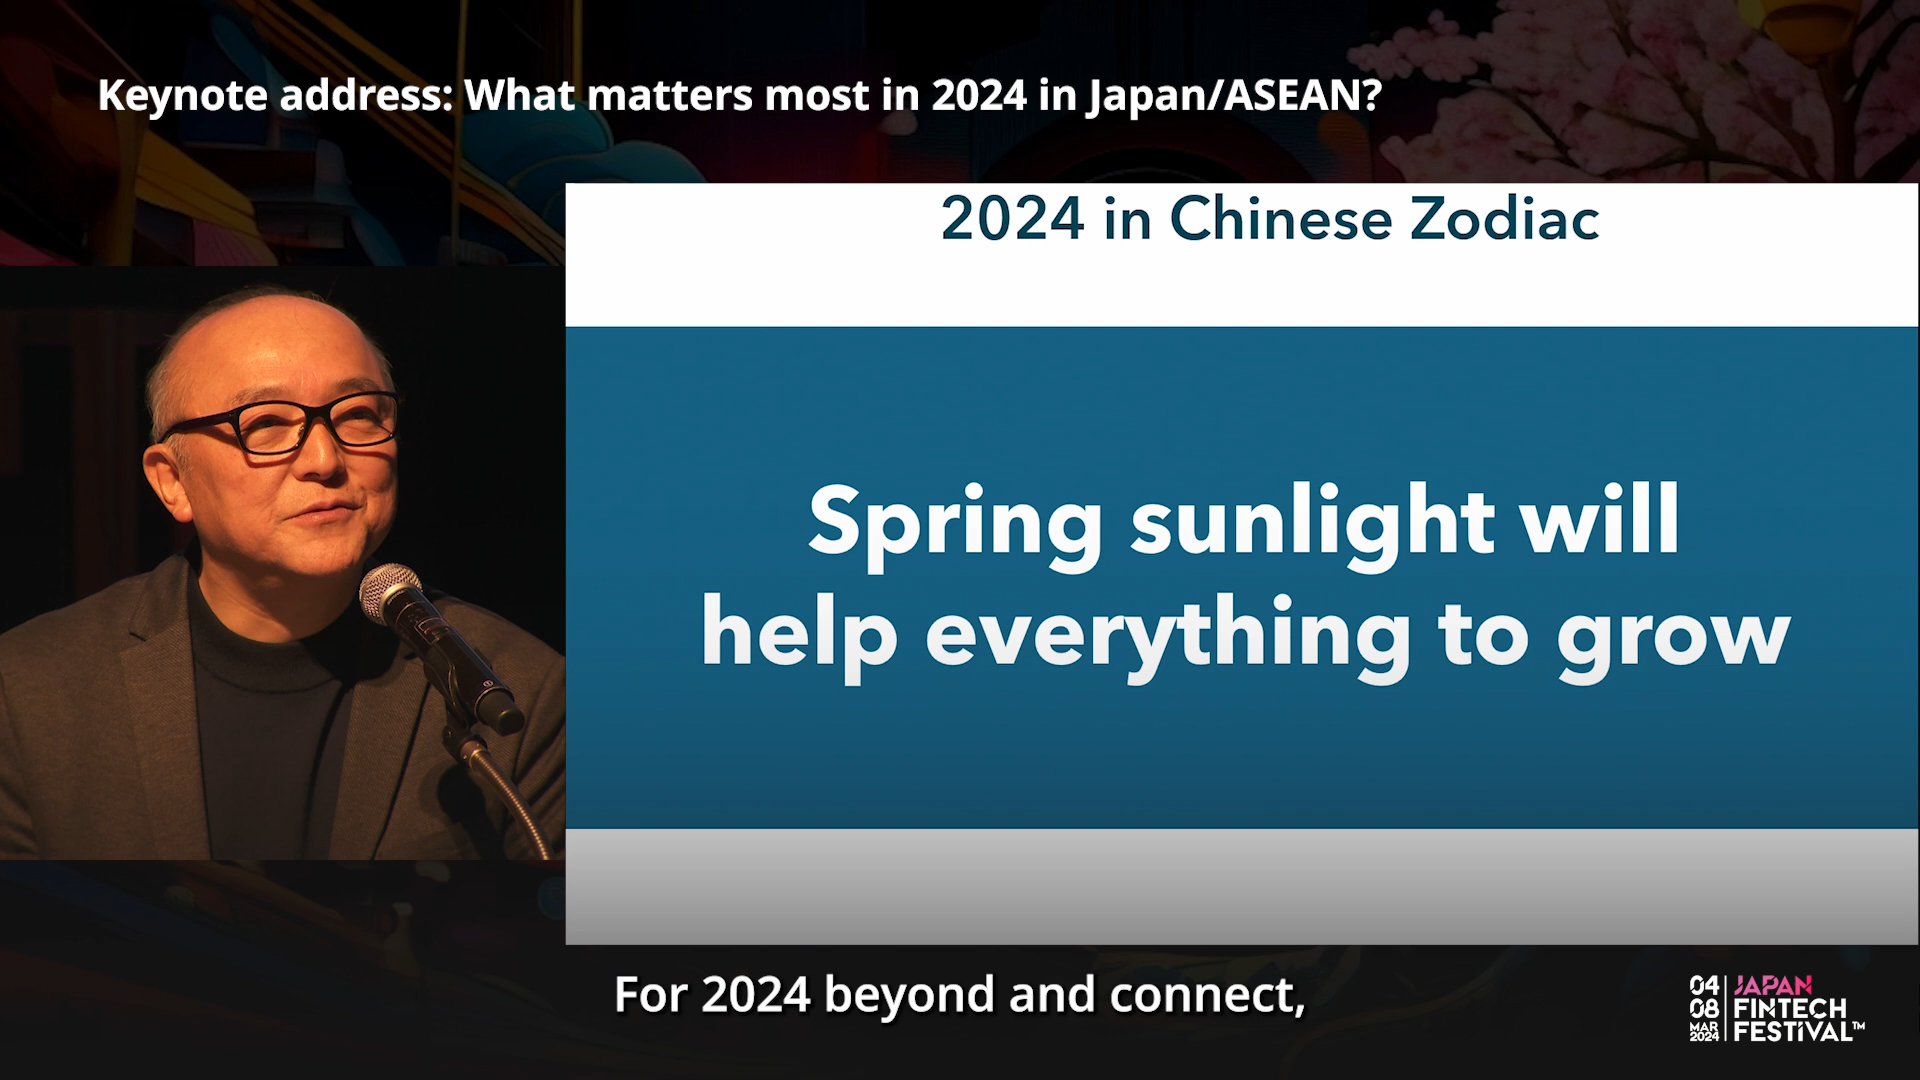 Keynote address: What matters most in 2024 in Japan/ASEAN?
2024 in Chinese Zodiac
Spring sunlight will
help everything to grow
For 2024 beyond and connect,
04
08
MAR
2024
JAPAN
FINTECH
FESTIVAL™